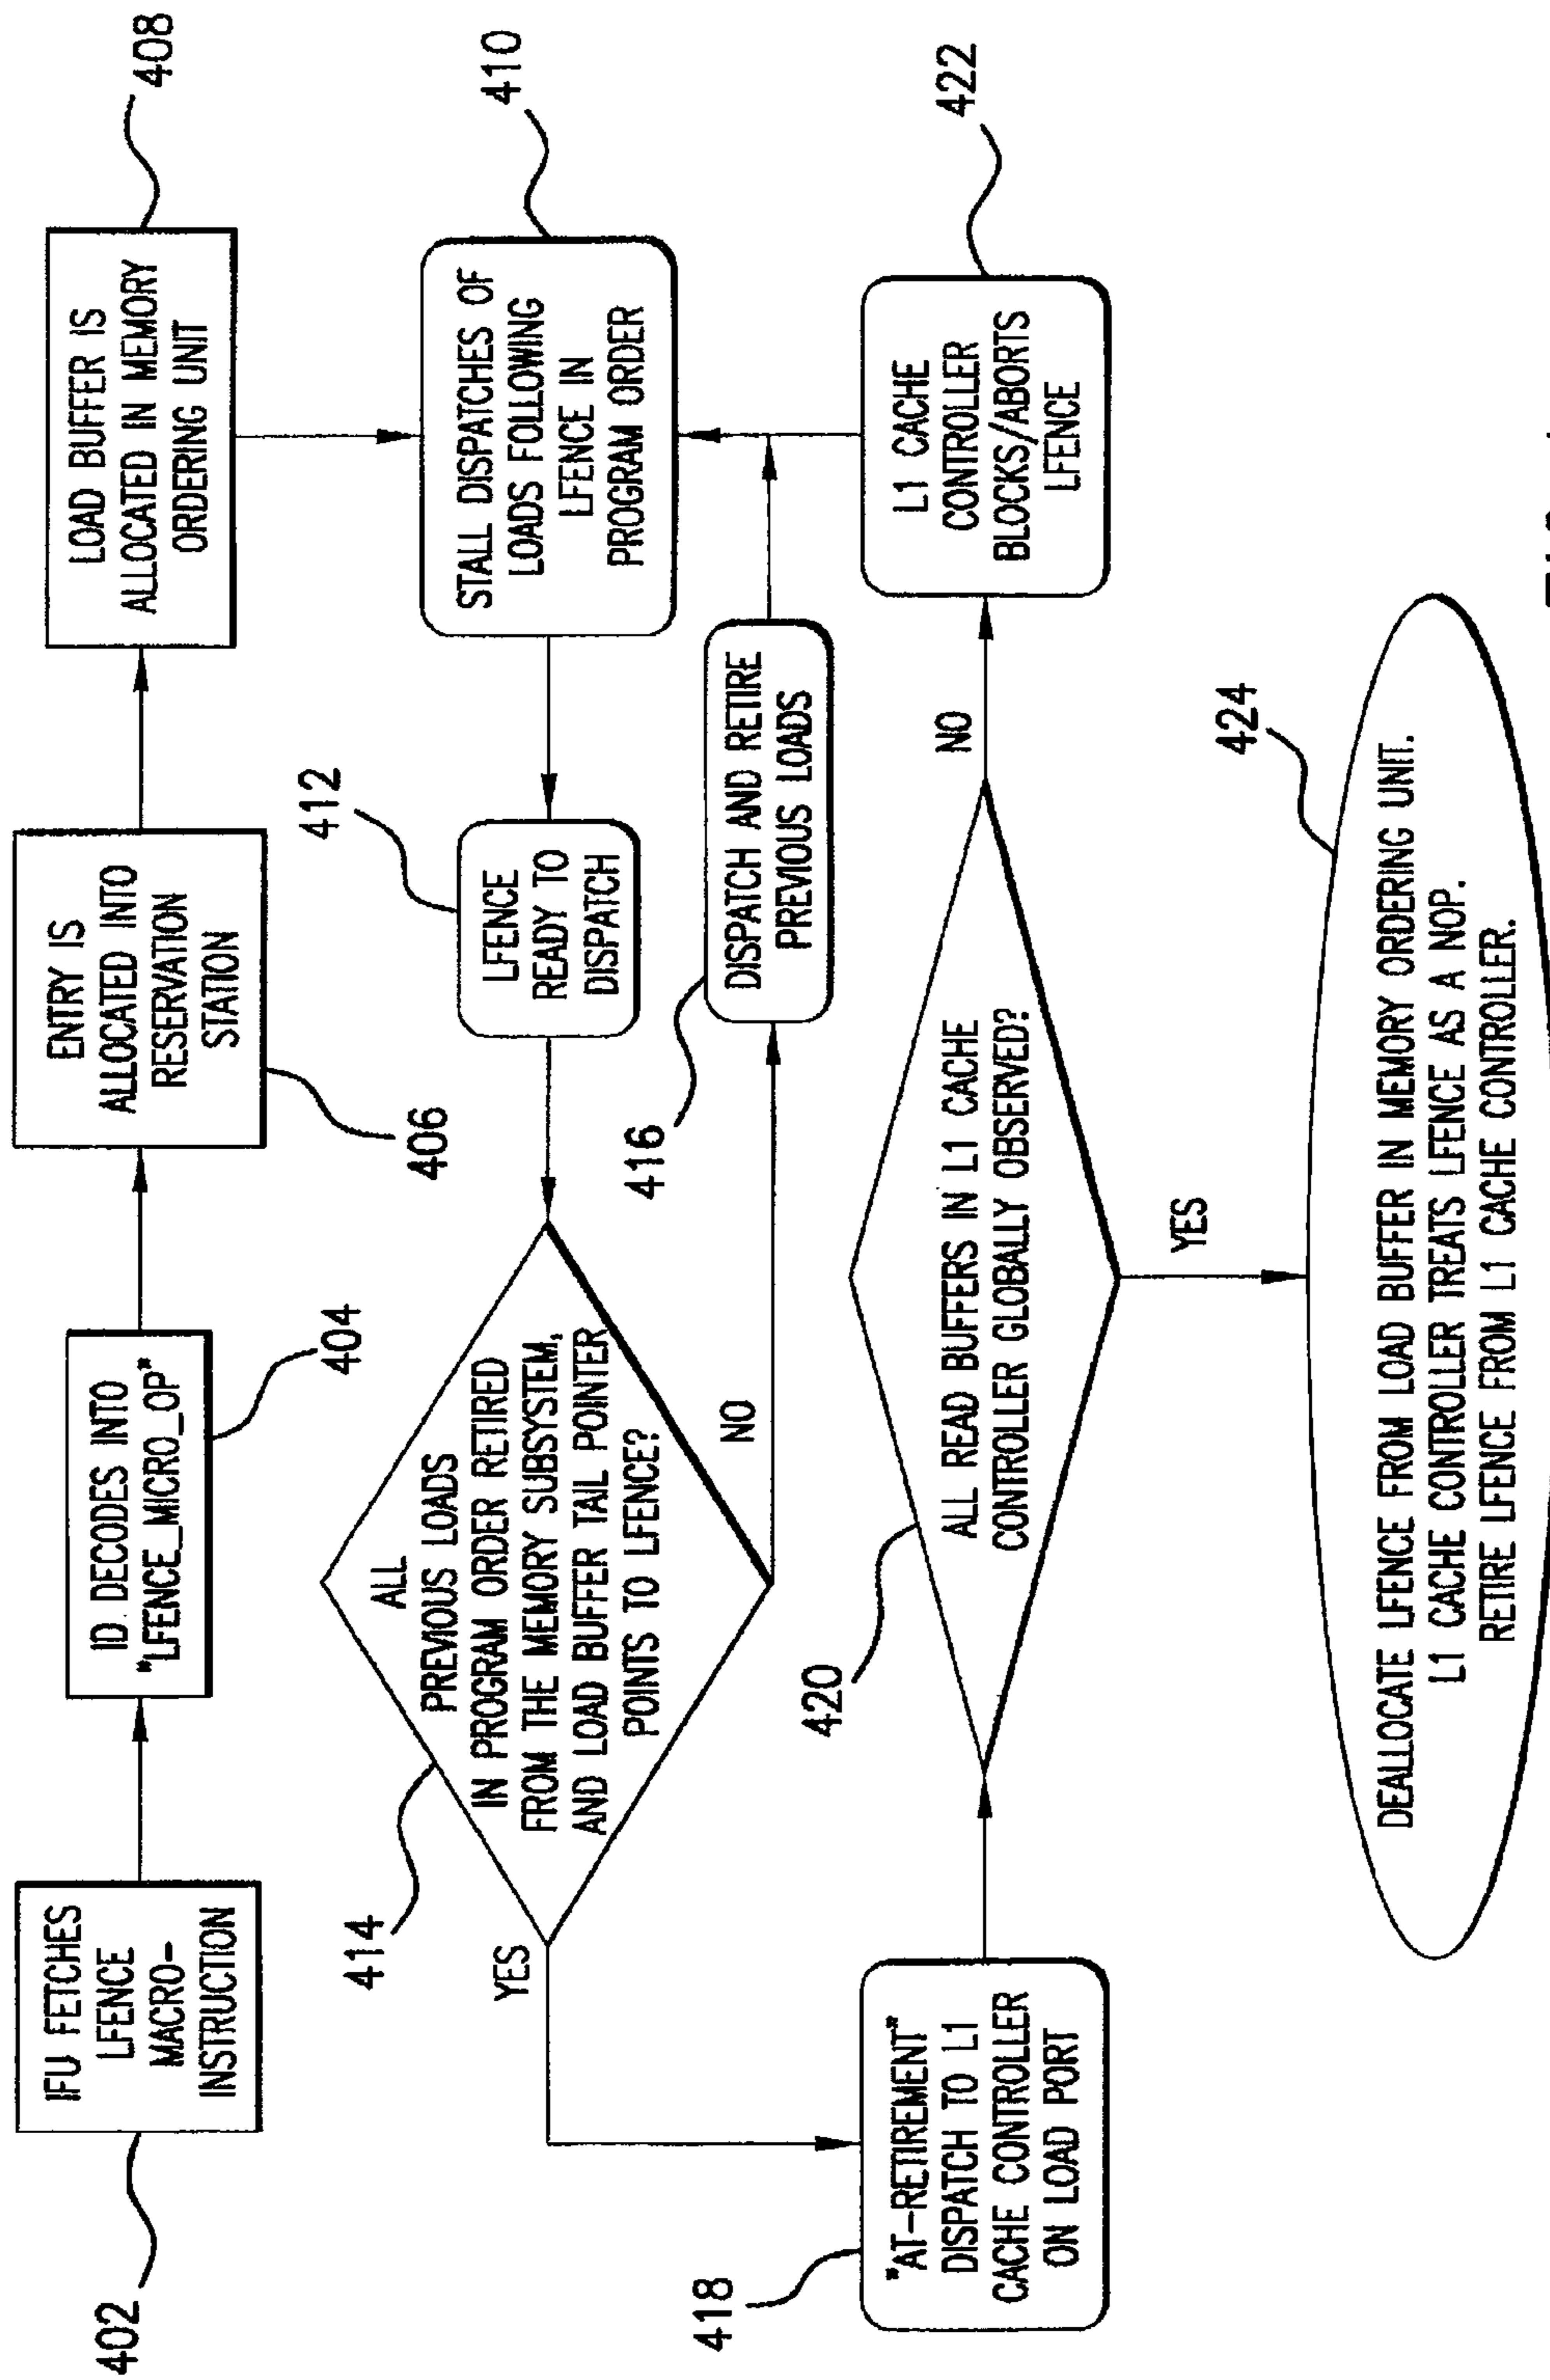 402
IFU FETCHES
LFENCE
MACRO-
INSTRUCTION
ID DECODES INTO
"LFENCE_MICRO_OP"
404
ENTRY IS
ALLOCATED INTO
RESERVATION
STATION
406
LOAD BUFFER IS
ALLOCATED IN MEMORY
ORDERING UNIT
408
STALL DISPATCHES OF
LOADS FOLLOWING
LFENCE IN
PROGRAM ORDER
410
LFENCE
READY TO
DISPATCH
412
ALL
PREVIOUS LOADS
IN PROGRAM ORDER RETIRED
FROM THE MEMORY SUBSYSTEM,
AND LOAD BUFFER TAIL POINTER
POINTS TO LFENCE?
414
YES
NO
DISPATCH AND RETIRE
PREVIOUS LOADS
416
"AT-RETIREMENT"
DISPATCH TO L1
CACHE CONTROLLER
ON LOAD PORT
418
ALL READ BUFFERS IN L1 CACHE
CONTROLLER GLOBALLY OBSERVED?
420
NO
YES
L1 CACHE
CONTROLLER
BLOCKS/ABORTS
LFENCE
422
DEALLOCATE LFENCE FROM LOAD BUFFER IN MEMORY ORDERING UNIT.
L1 CACHE CONTROLLER TREATS LFENCE AS A NOP.
RETIRE LFENCE FROM L1 CACHE CONTROLLER.
424